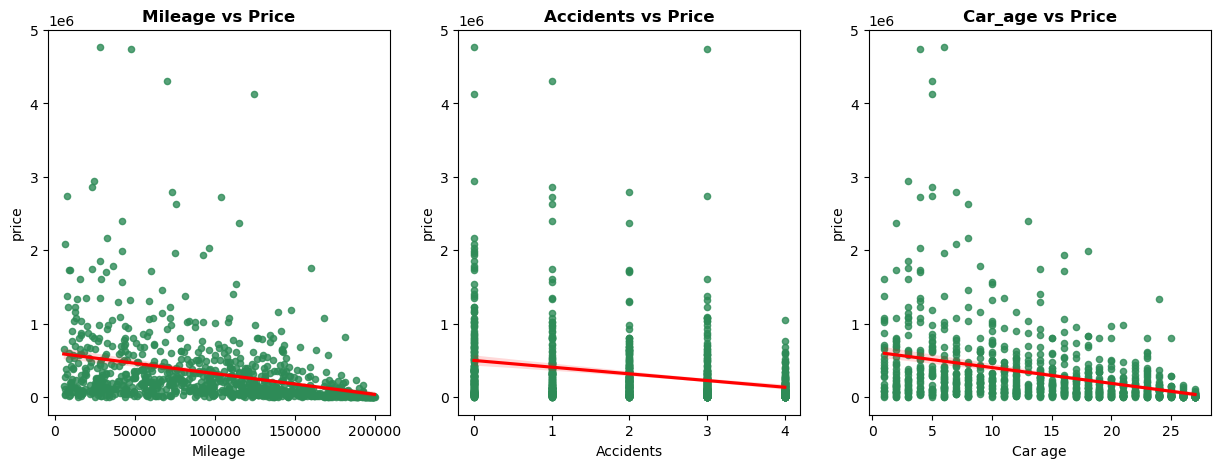 Mileage vs Price
1e6
5
4
3
2
1
0
price
0
50000
100000
150000
200000
Mileage
Accidents vs Price
1e6
5
4
3
2
1
0
price
0
1
2
3
4
Accidents
Car_age vs Price
1e6
5
4
3
2
1
0
price
0
5
10
15
20
25
Car age